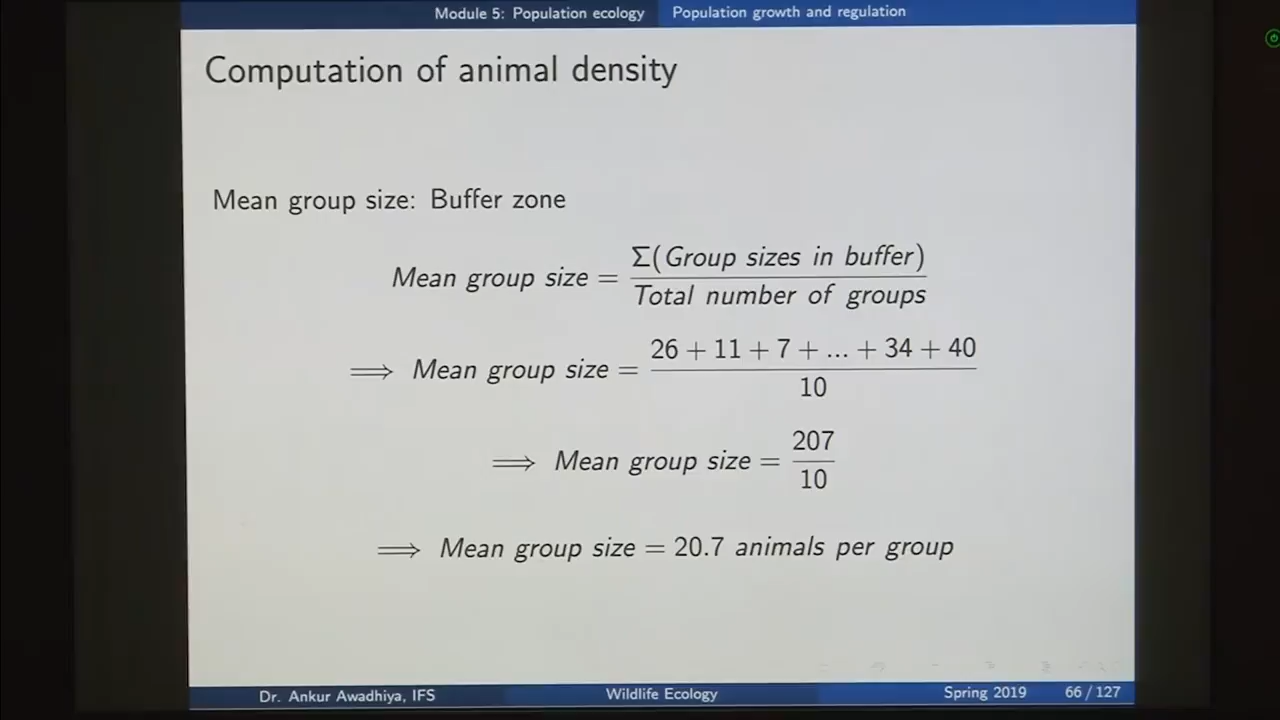 Module 5: Population ecology Population growth and regulation
Computation of animal density
Mean group size: Buffer zone
Mean group size = Σ(Group sizes in buffer) / Total number of groups
⟹ Mean group size = 26 + 11 + 7 + ... + 34 + 40 / 10
⟹ Mean group size = 207 / 10
⟹ Mean group size = 20.7 animals per group
Dr. Ankur Awadhiya, IFS Wildlife Ecology Spring 2019 66 / 127